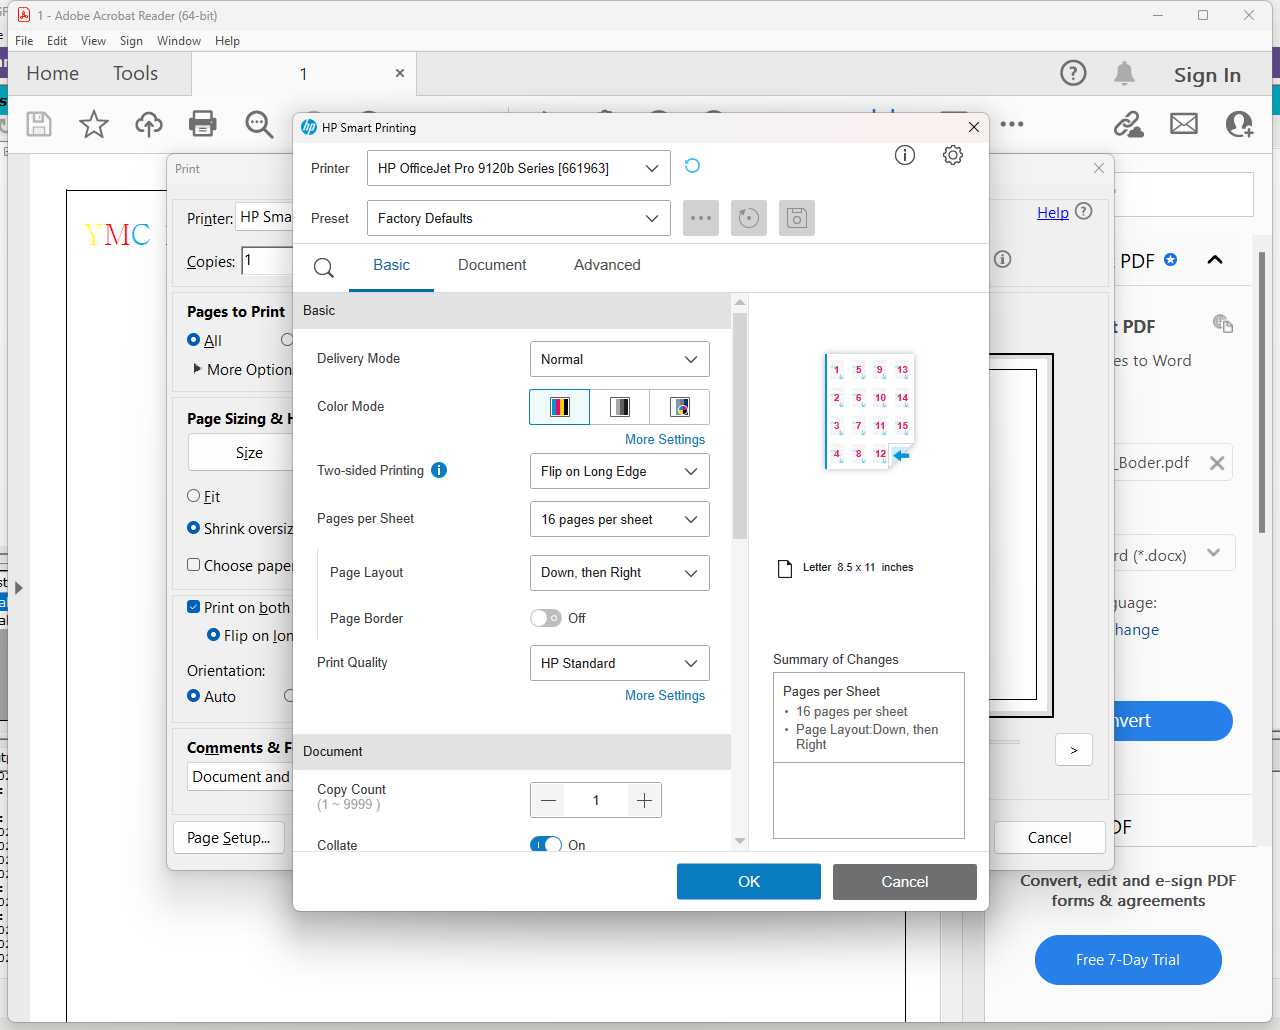 1 - Adobe Acrobat Reader (64-bit)
File Edit View Sign Window Help
Home Tools 1 Sign In
HP Smart Printing
Print
Printer HP OfficeJet Pro 9120b Series [661963]
Preset Factory Defaults
Basic Document Advanced
Basic
Delivery Mode Normal
Color Mode
More Settings
Two-sided Printing Flip on Long Edge
Pages per Sheet 16 pages per sheet
Page Layout Down, then Right
Page Border Off
Print Quality HP Standard
More Settings
Document
Copy Count 1
(1 ~ 9999 )
Collate On
1 5 9 13
2 6 10 14
3 7 11 15
4 8 12
Letter 8.5 x 11 inches
Summary of Changes
Pages per Sheet
• 16 pages per sheet
• Page Layout:Down, then
Right
OK Cancel
YMC
Printer: HP Sma
Copies: 1
Help
Pages to Print
All
More Option
Page Sizing & H
Size
Fit
Shrink oversiz
Choose pape
Print on both
Flip on lon
Orientation:
Auto
Comments & F
Document and
Page Setup...
>
Cancel
PDF
t PDF
es to Word
_Boder.pdf
rd (*.docx)
guage:
hange
nvert
DF
Convert, edit and e-sign PDF
forms & agreements
Free 7-Day Trial